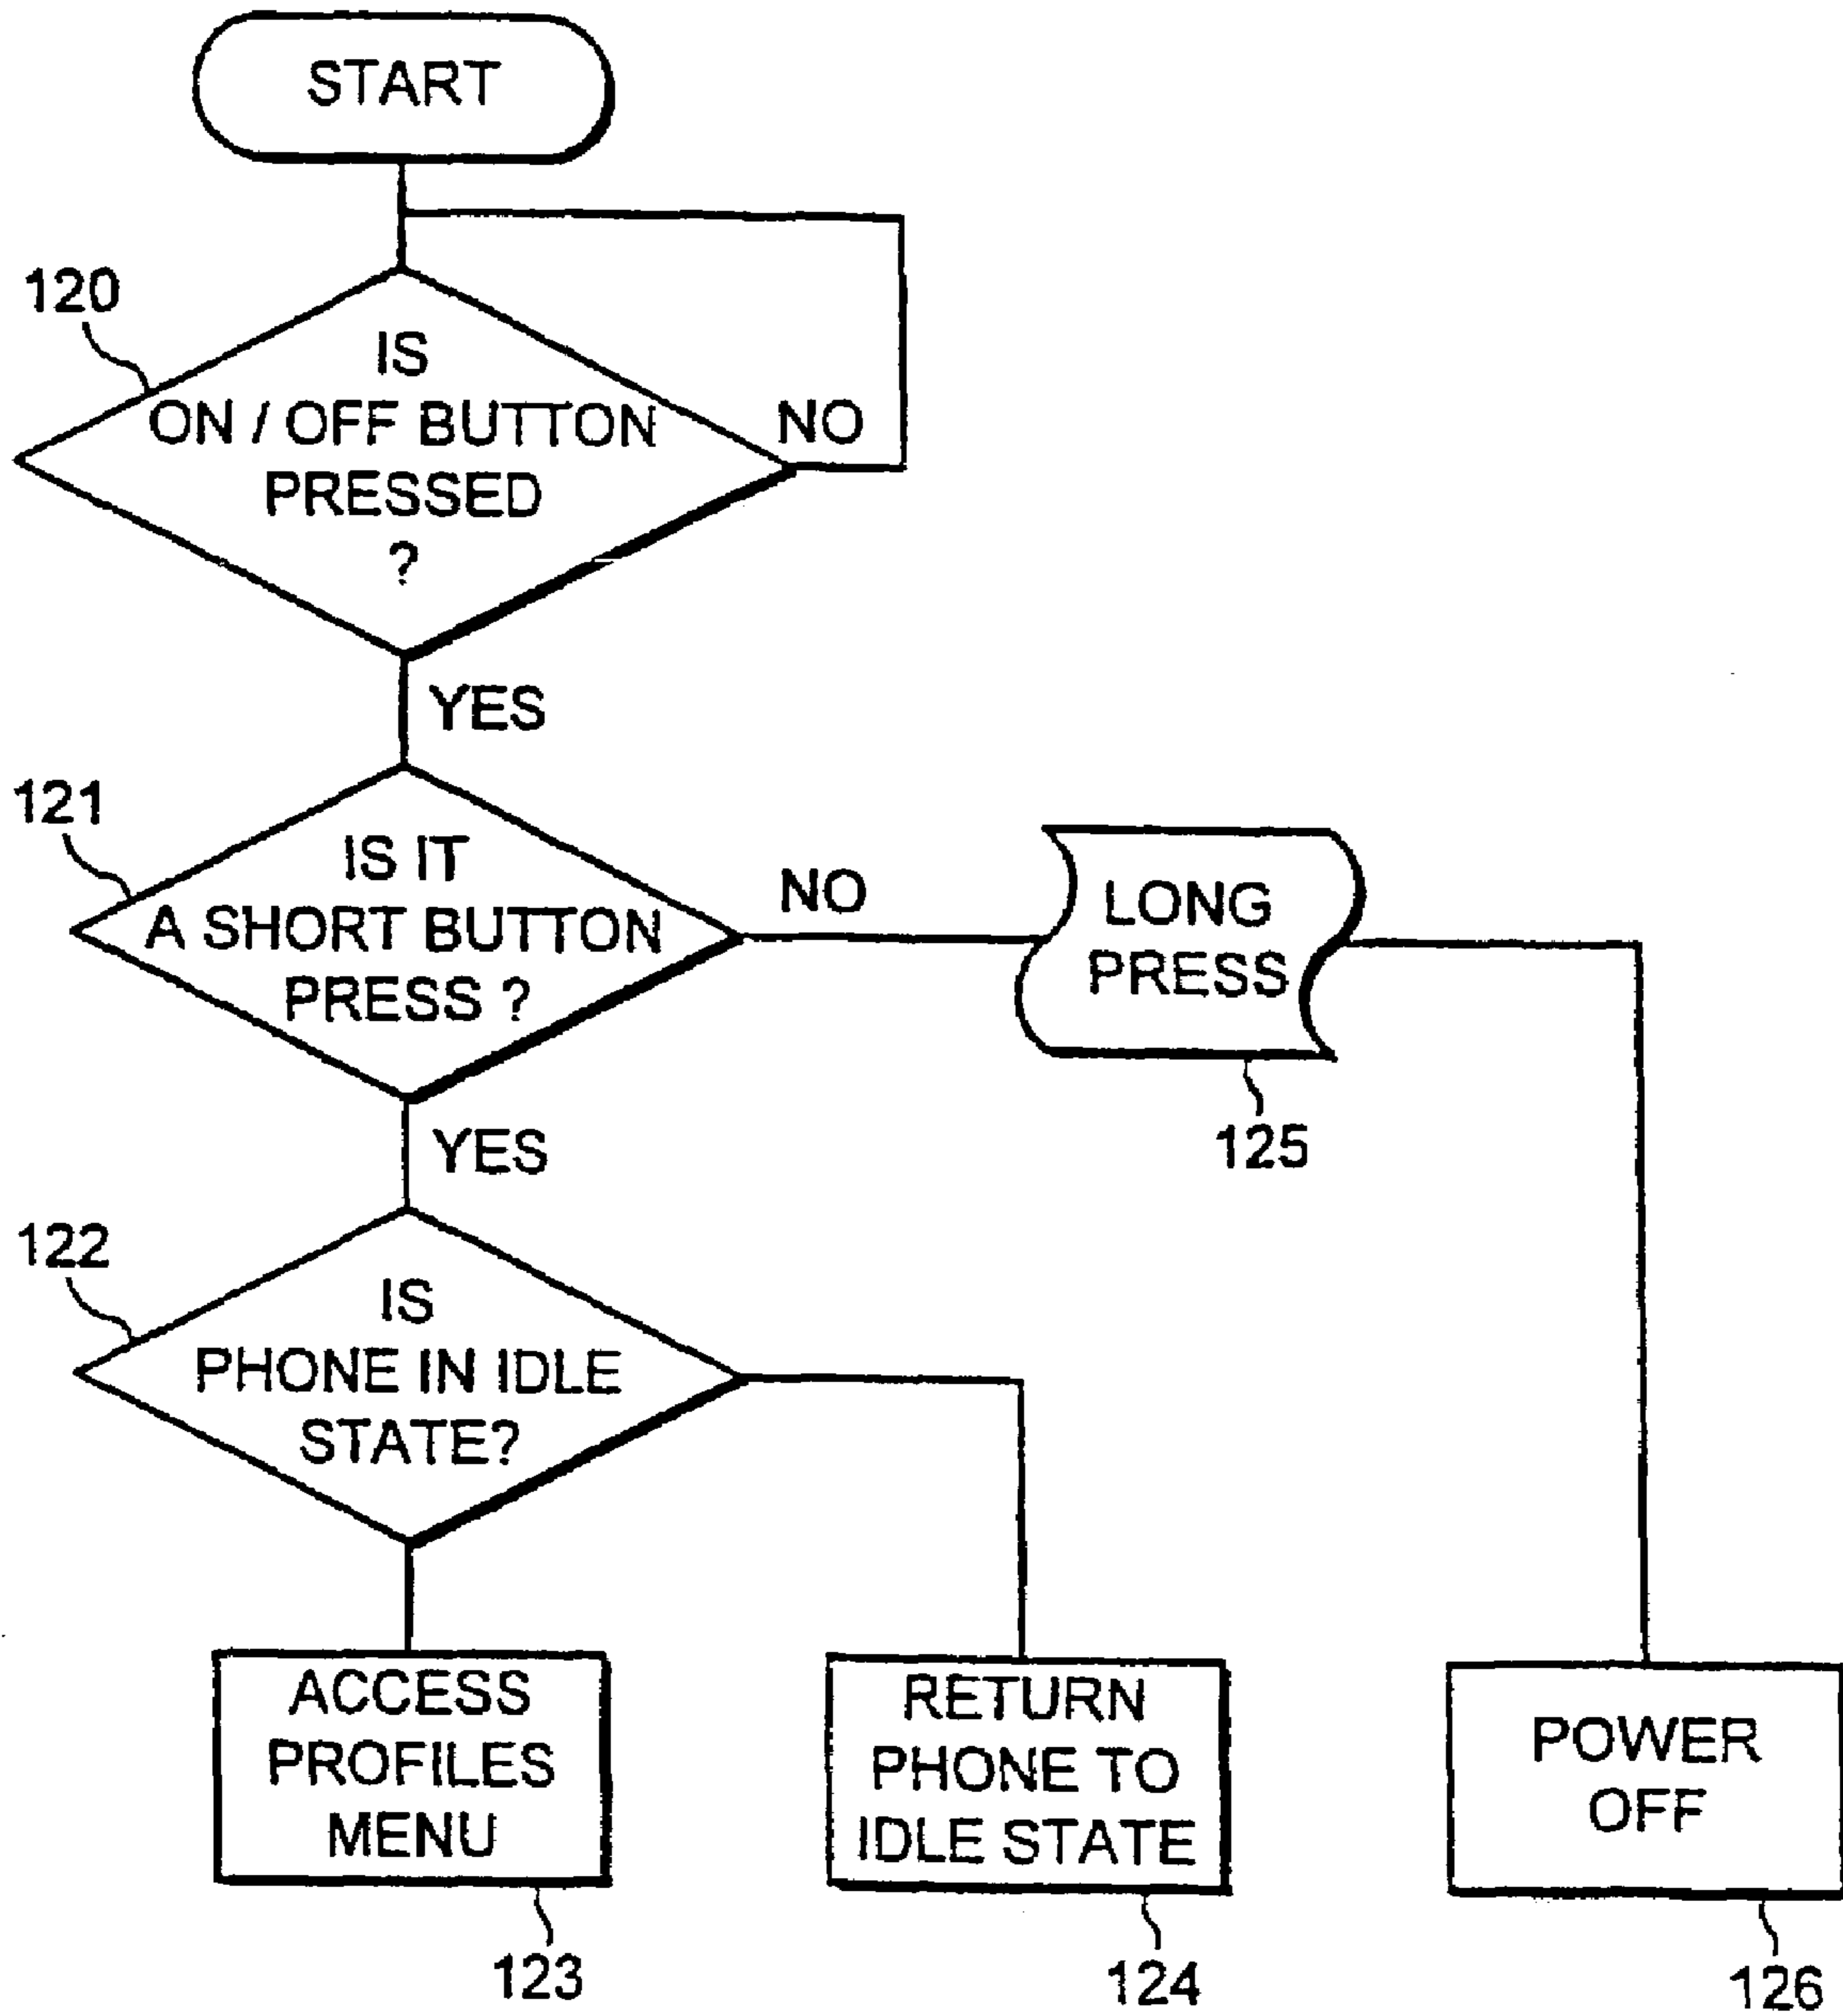 START
120
IS
ON / OFF BUTTON
PRESSED
?
NO
YES
121
IS IT
A SHORT BUTTON
PRESS ?
NO
LONG
PRESS
125
YES
122
IS
PHONE IN IDLE
STATE?
ACCESS
PROFILES
MENU
123
RETURN
PHONE TO
IDLE STATE
124
POWER
OFF
126